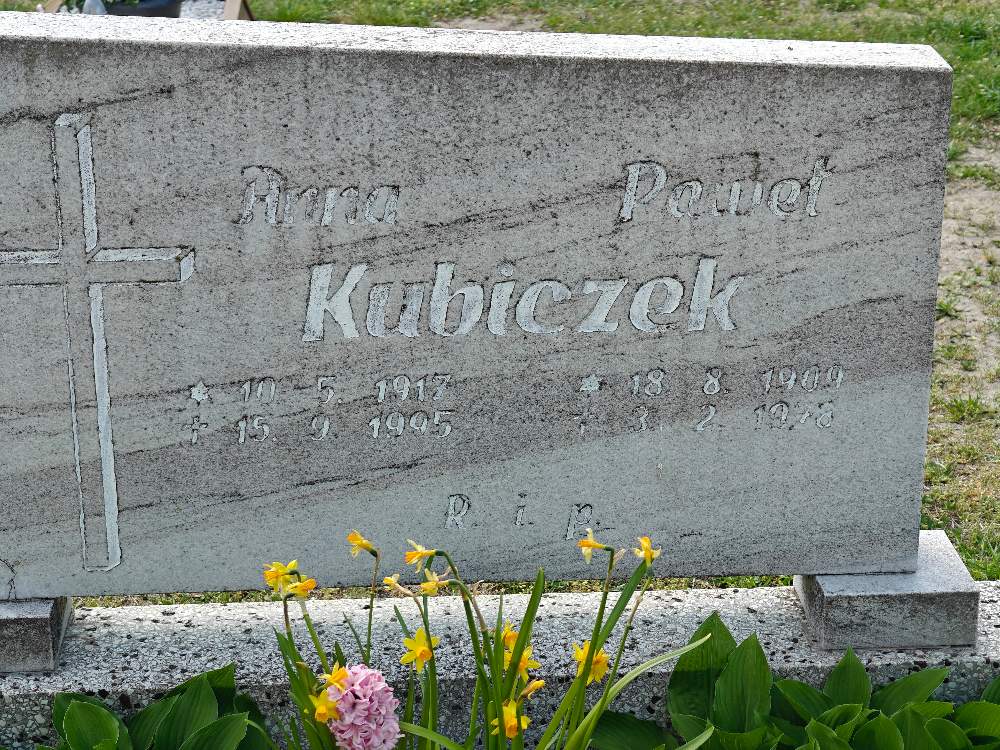 Anna Paweł
Kubiczek
10. 5. 1917 18. 8. 1909
15. 9. 1995 3. 2. 1978
R. i. p.